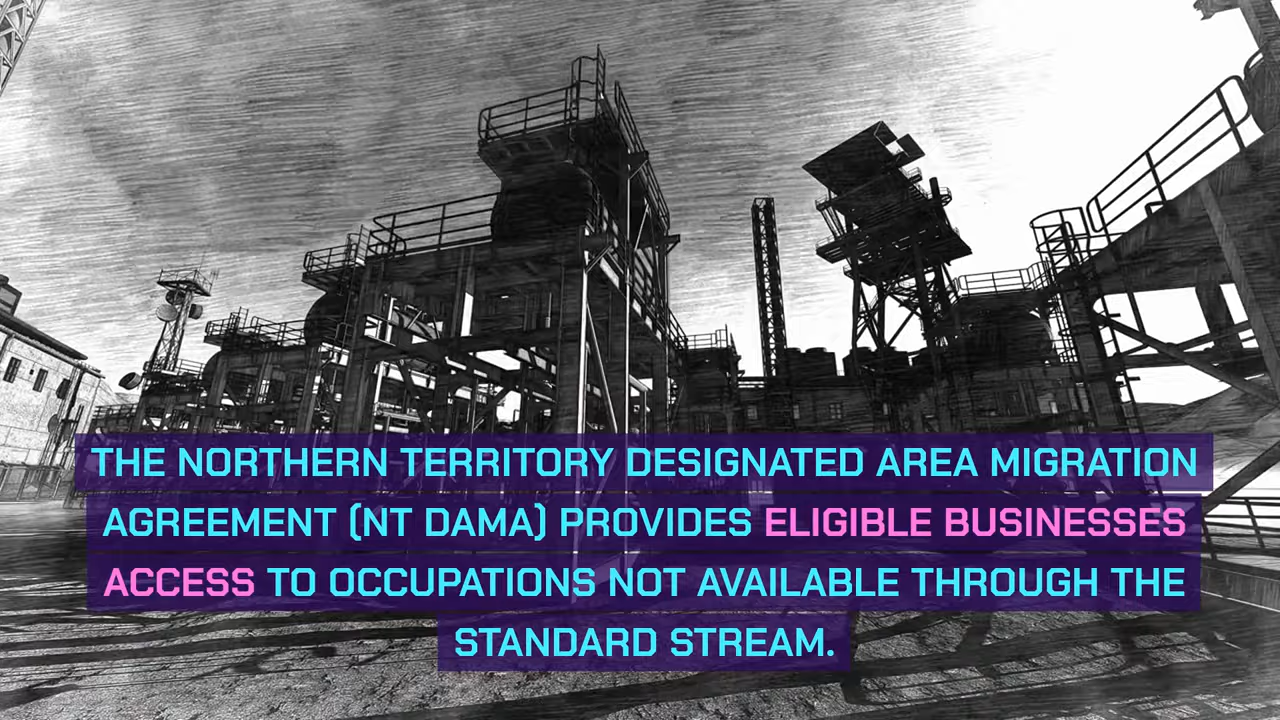 THE NORTHERN TERRITORY DESIGNATED AREA MIGRATION
AGREEMENT (NT DAMA) PROVIDES ELIGIBLE BUSINESSES
ACCESS TO OCCUPATIONS NOT AVAILABLE THROUGH THE
STANDARD STREAM.